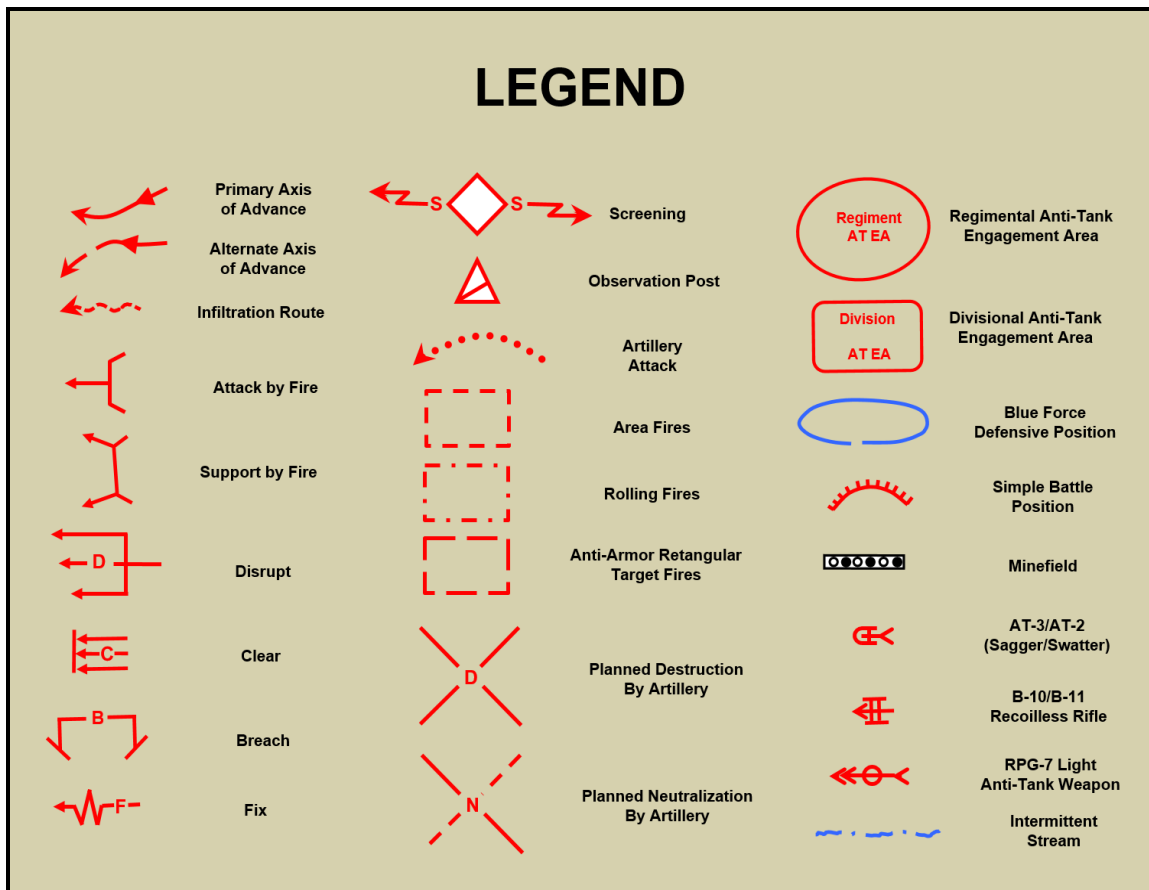 LEGEND
Primary Axis
of Advance
Alternate Axis
of Advance
Infiltration Route
Attack by Fire
Support by Fire
D
Disrupt
C
Clear
B
Breach
F
Fix
S
S
Screening
Observation Post
Artillery
Attack
Area Fires
Rolling Fires
Anti-Armor Retangular
Target Fires
D
Planned Destruction
By Artillery
N
Planned Neutralization
By Artillery
Regiment
AT EA
Regimental Anti-Tank
Engagement Area
Division
AT EA
Divisional Anti-Tank
Engagement Area
Blue Force
Defensive Position
Simple Battle
Position
Minefield
AT-3/AT-2
(Sagger/Swatter)
B-10/B-11
Recoilless Rifle
RPG-7 Light
Anti-Tank Weapon
Intermittent
Stream